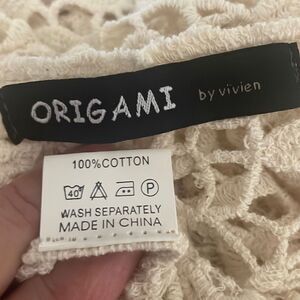 ORIGAMI by vivien
100%COTTON
40 P
WASH SEPARATELY
MADE IN CHINA